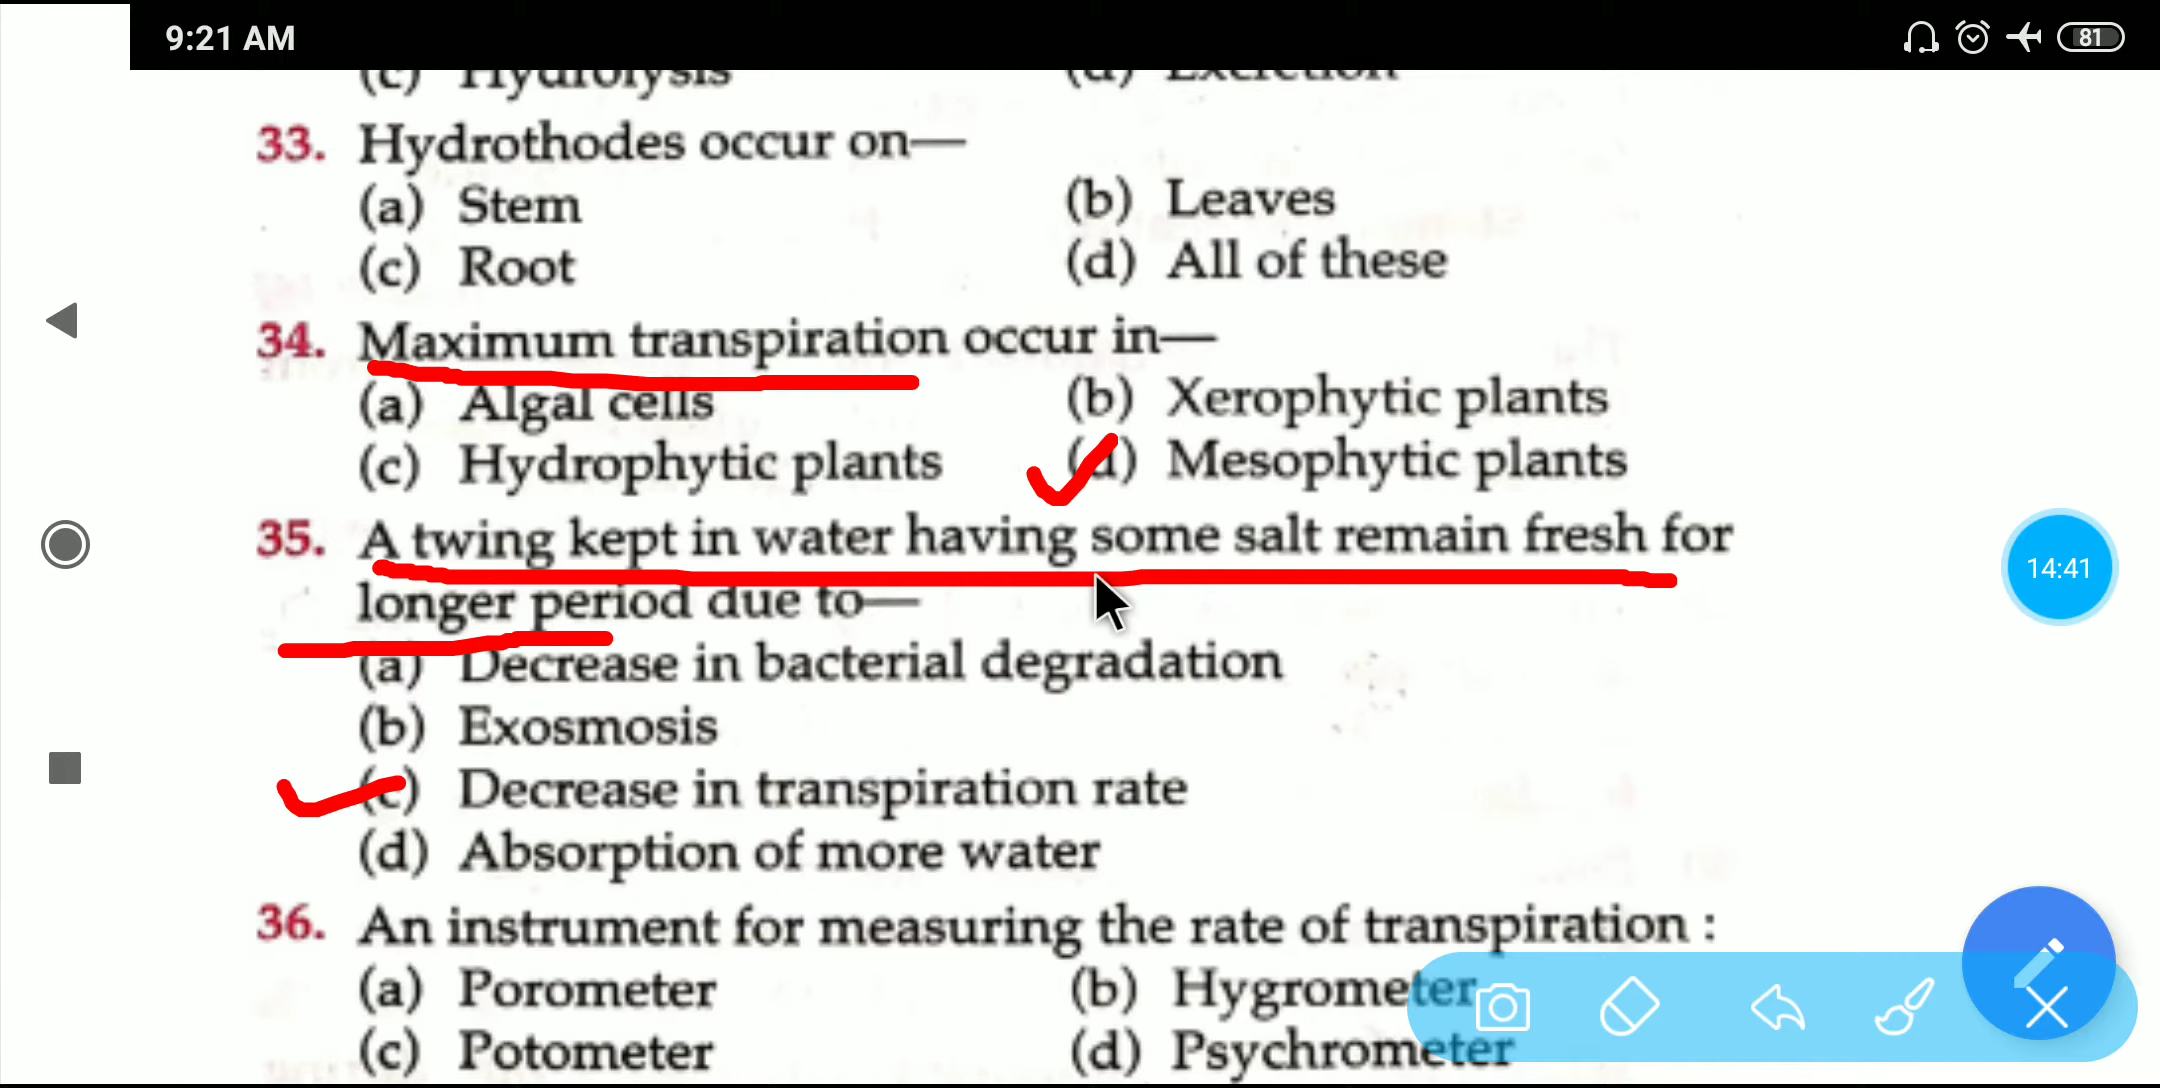 9:21 AM
81
(c) Hydrolysis (d) Excretion
33. Hydrothodes occur on—
(a) Stem (b) Leaves
(c) Root (d) All of these
34. Maximum transpiration occur in—
(a) Algal cells (b) Xerophytic plants
(c) Hydrophytic plants (d) Mesophytic plants
35. A twing kept in water having some salt remain fresh for
longer period due to—
14:41
(a) Decrease in bacterial degradation
(b) Exosmosis
(c) Decrease in transpiration rate
(d) Absorption of more water
36. An instrument for measuring the rate of transpiration :
(a) Porometer (b) Hygrometer
(c) Potometer (d) Psychrometer